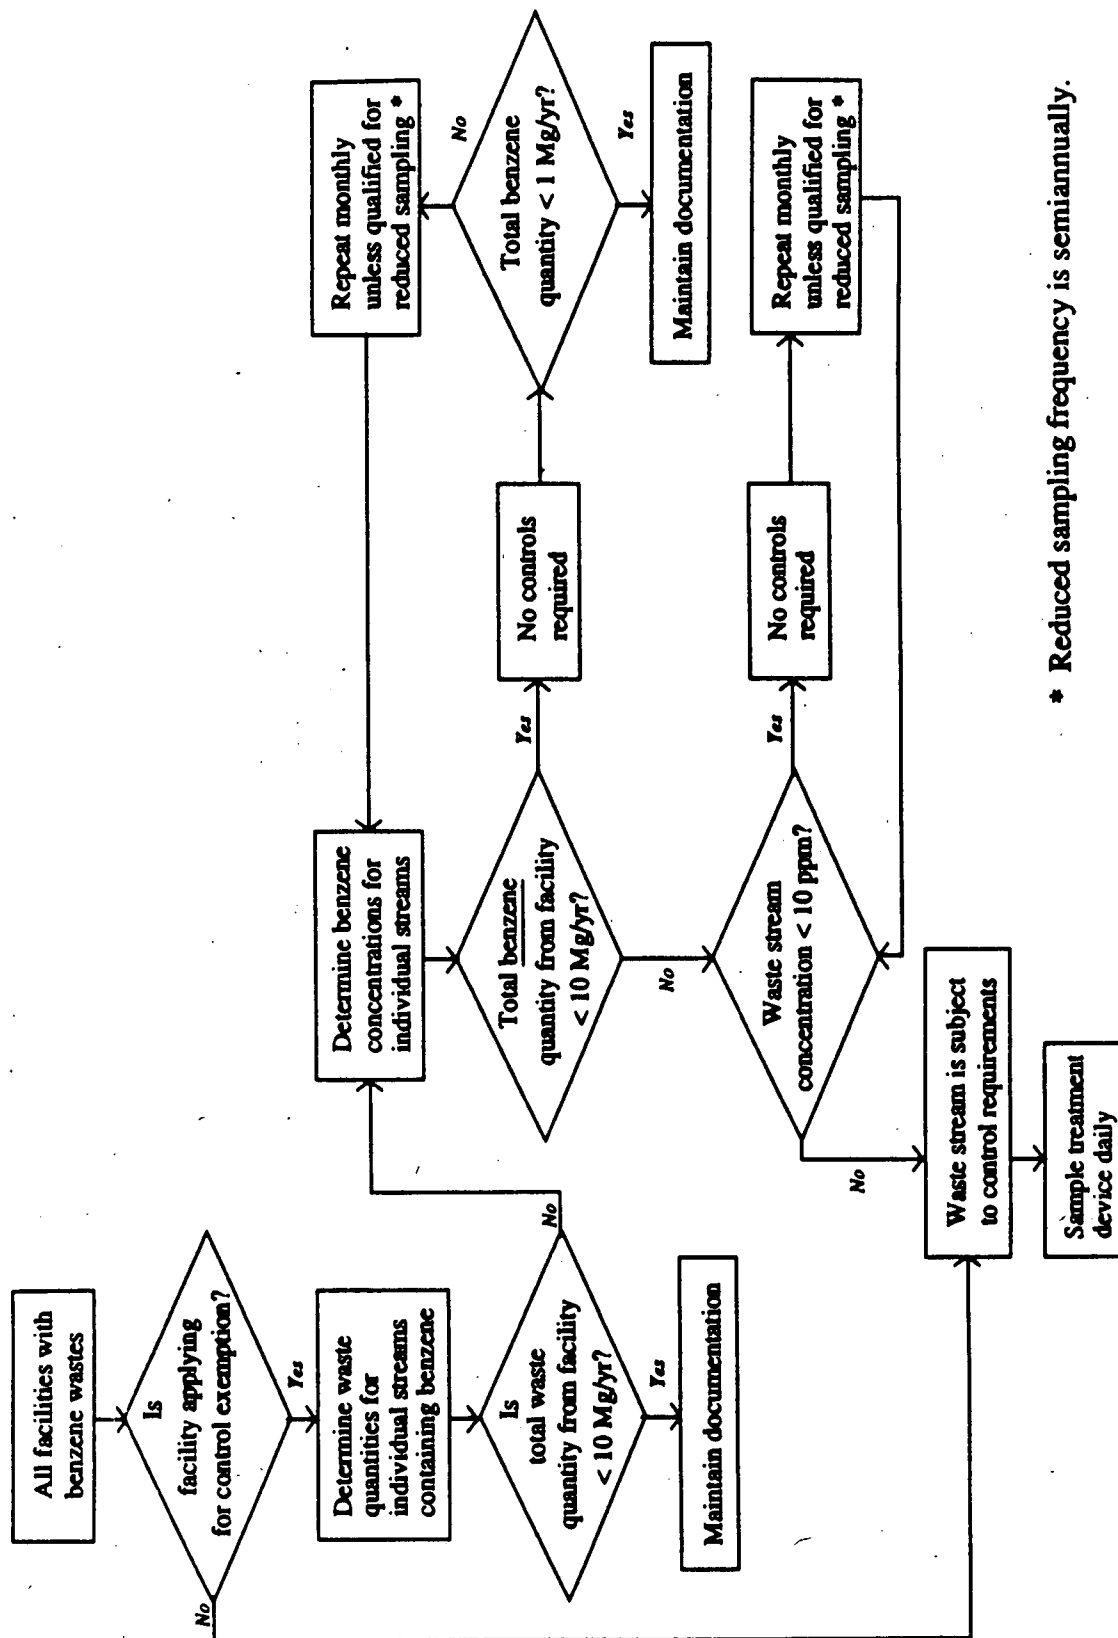 All facilities with
benzene wastes
Is
facility applying
for control exemption?
No
Yes
Determine waste
quantities for
individual streams
containing benzene
Is
total waste
quantity from facility
< 10 Mg/yr?
No
Yes
Maintain documentation
Determine benzene
concentrations for
individual streams
Total benzene
quantity from facility
< 10 Mg/yr?
Yes
No
No controls
required
Total benzene
quantity < 1 Mg/yr?
No
Yes
Repeat monthly
unless qualified for
reduced sampling *
Maintain documentation
Waste stream
concentration < 10 ppm?
Yes
No
No controls
required
Repeat monthly
unless qualified for
reduced sampling *
Waste stream is subject
to control requirements
Sample treatment
device daily
* Reduced sampling frequency is semiannually.